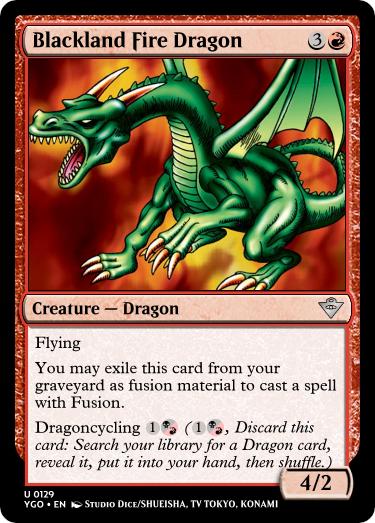 Blackland Fire Dragon 3
Creature — Dragon
Flying
You may exile this card from your
graveyard as fusion material to cast a spell
with Fusion.
Dragoncycling 1 ( 1 , Discard this
card: Search your library for a Dragon card,
reveal it, put it into your hand, then shuffle.)
4/2
U 0129
YGO • EN Studio Dice/SHUEISHA, TV TOKYO, KONAMI